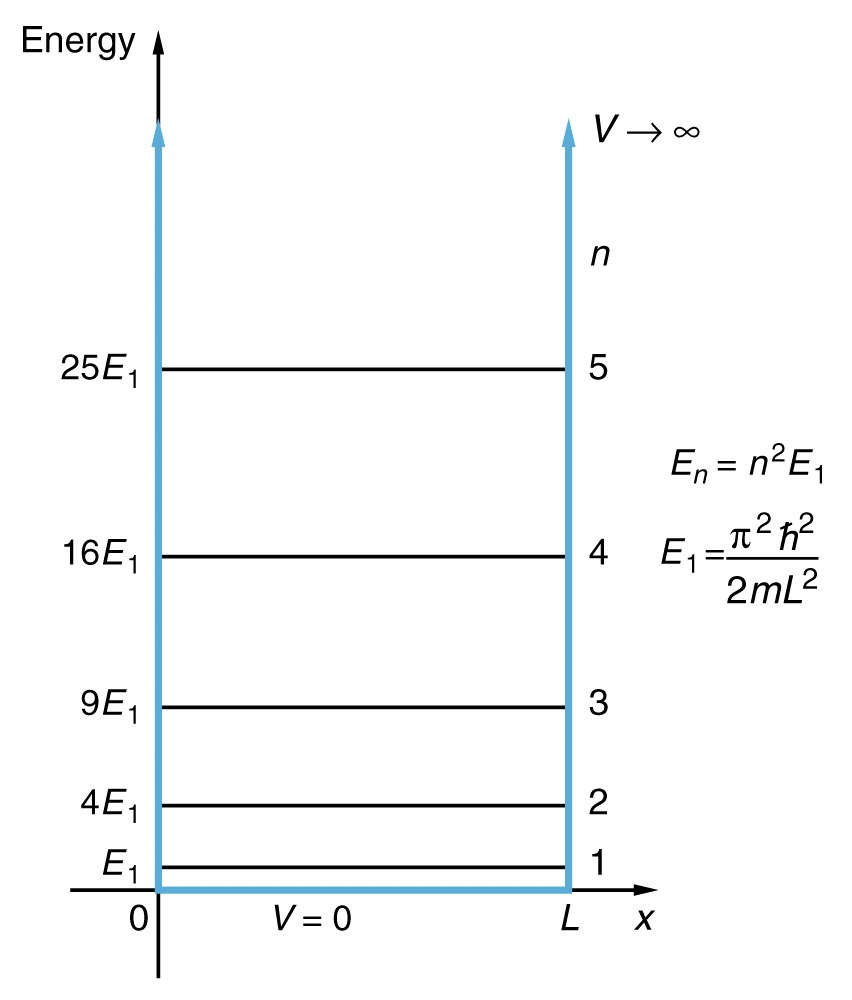 Energy
V → ∞
n
25E₁ 5
Eₙ = n²E₁
16E₁ 4
E₁ = π²ℏ² / 2mL²
9E₁ 3
4E₁ 2
E₁ 1
0 V = 0 L x